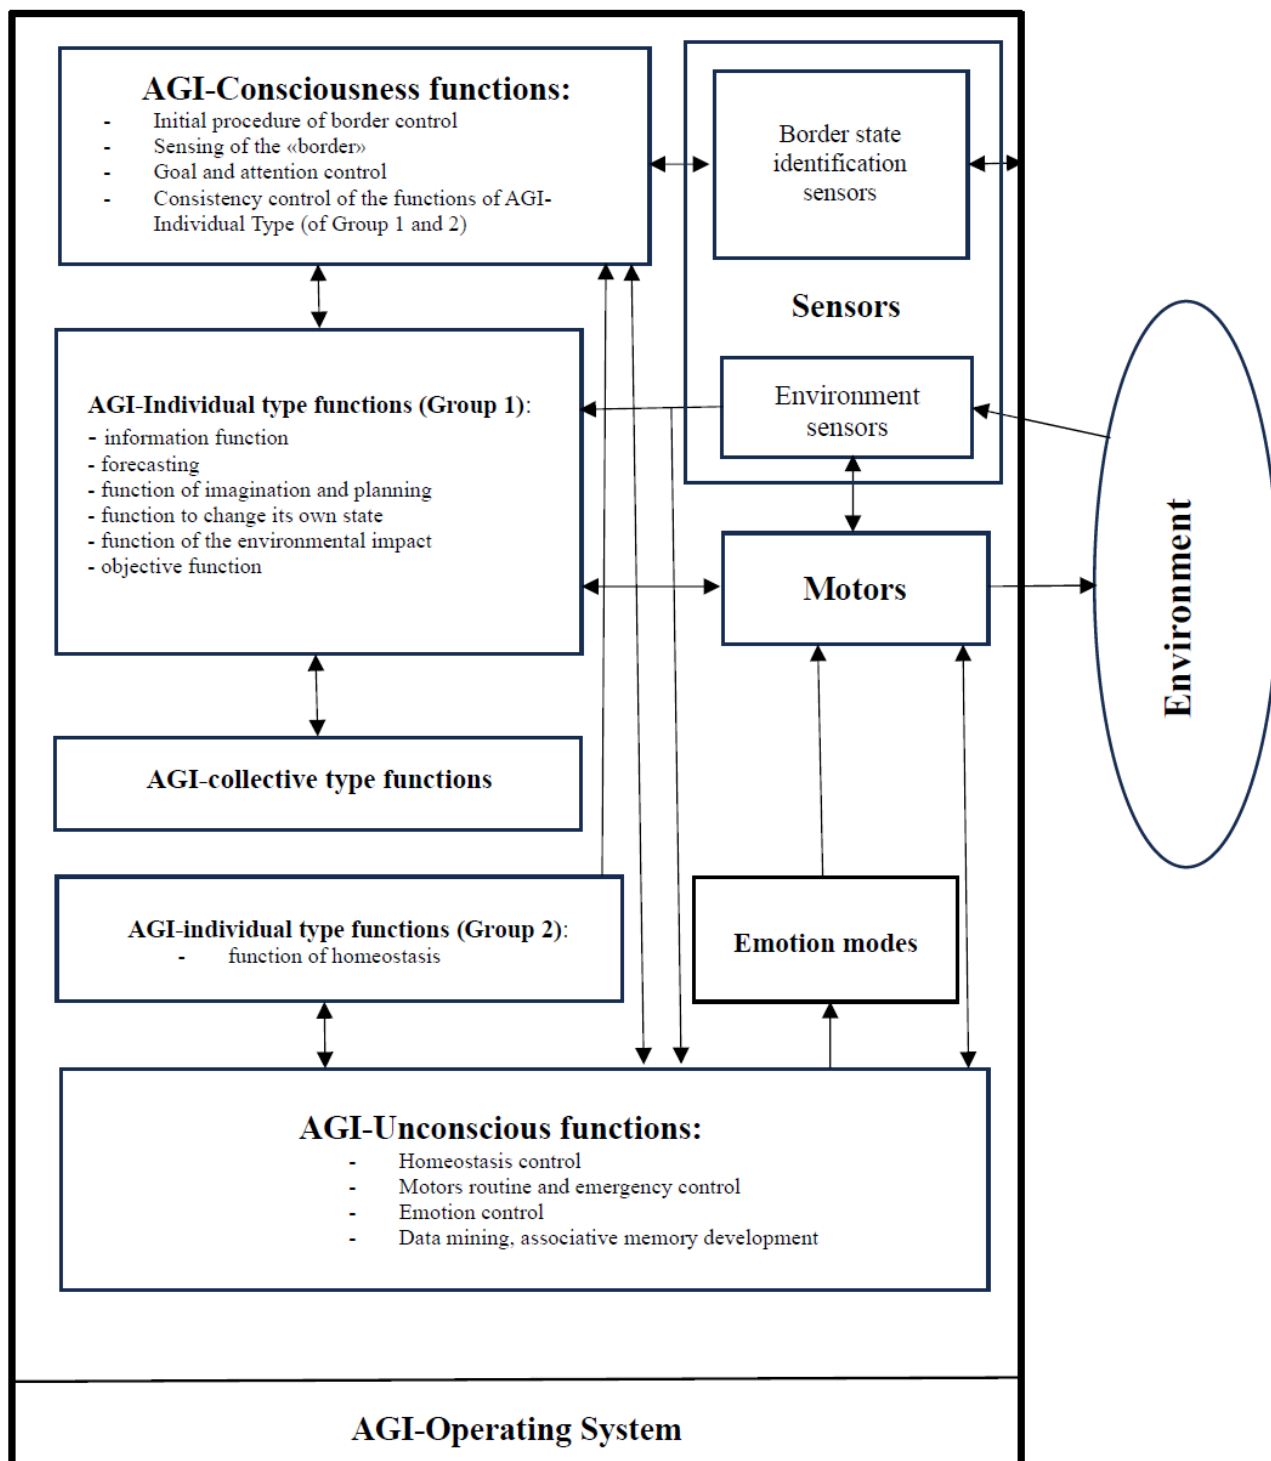 AGI-Consciousness functions:
- Initial procedure of border control
- Sensing of the «border»
- Goal and attention control
- Consistency control of the functions of AGI-
Individual Type (of Group 1 and 2)
Border state
identification
sensors
Sensors
Environment
sensors
AGI-Individual type functions (Group 1):
- information function
- forecasting
- function of imagination and planning
- function to change its own state
- function of the environmental impact
- objective function
Motors
Environment
AGI-collective type functions
AGI-individual type functions (Group 2):
- function of homeostasis
Emotion modes
AGI-Unconscious functions:
- Homeostasis control
- Motors routine and emergency control
- Emotion control
- Data mining, associative memory development
AGI-Operating System